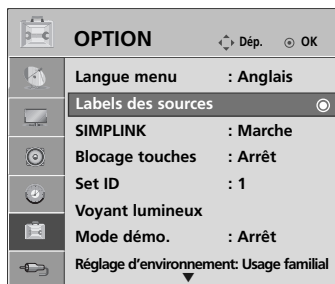 OPTION Dép. OK
Langue menu : Anglais
Labels des sources
SIMPLINK : Marche
Blocage touches : Arrêt
Set ID : 1
Voyant lumineux
Mode démo. : Arrêt
Réglage d'environnement: Usage familial